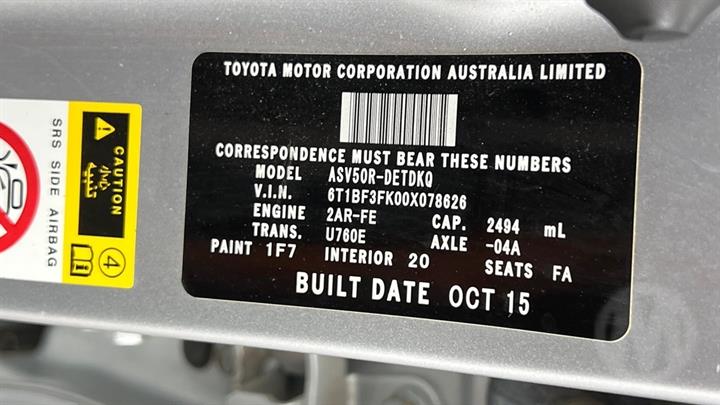 TOYOTA MOTOR CORPORATION AUSTRALIA LIMITED
CORRESPONDENCE MUST BEAR THESE NUMBERS
MODEL ASV50R-DETDKQ
V.I.N. 6T1BF3FK00X078626
ENGINE 2AR-FE CAP. 2494 mL
TRANS. U760E AXLE -04A
PAINT 1F7 INTERIOR 20 SEATS FA
BUILT DATE OCT 15
CAUTION
SRS SIDE AIRBAG
4